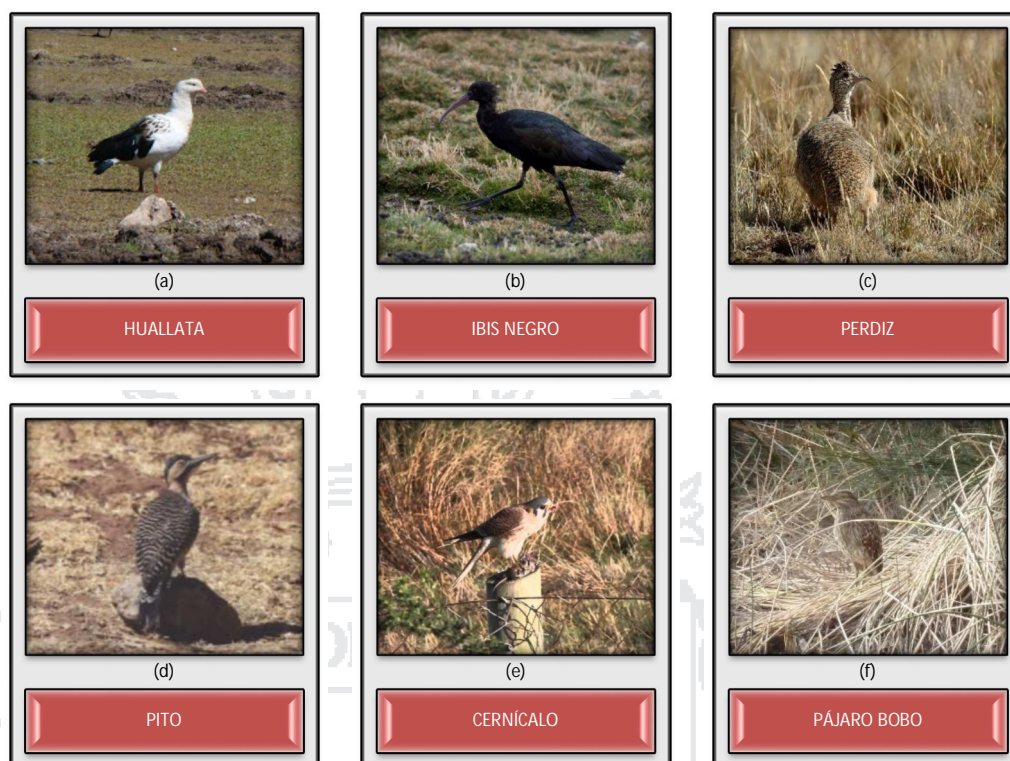 (a)
(b)
(c)
HUALLATA
IBIS NEGRO
PERDIZ
(d)
(e)
(f)
PITO
CERNÍCALO
PÁJARO BOBO